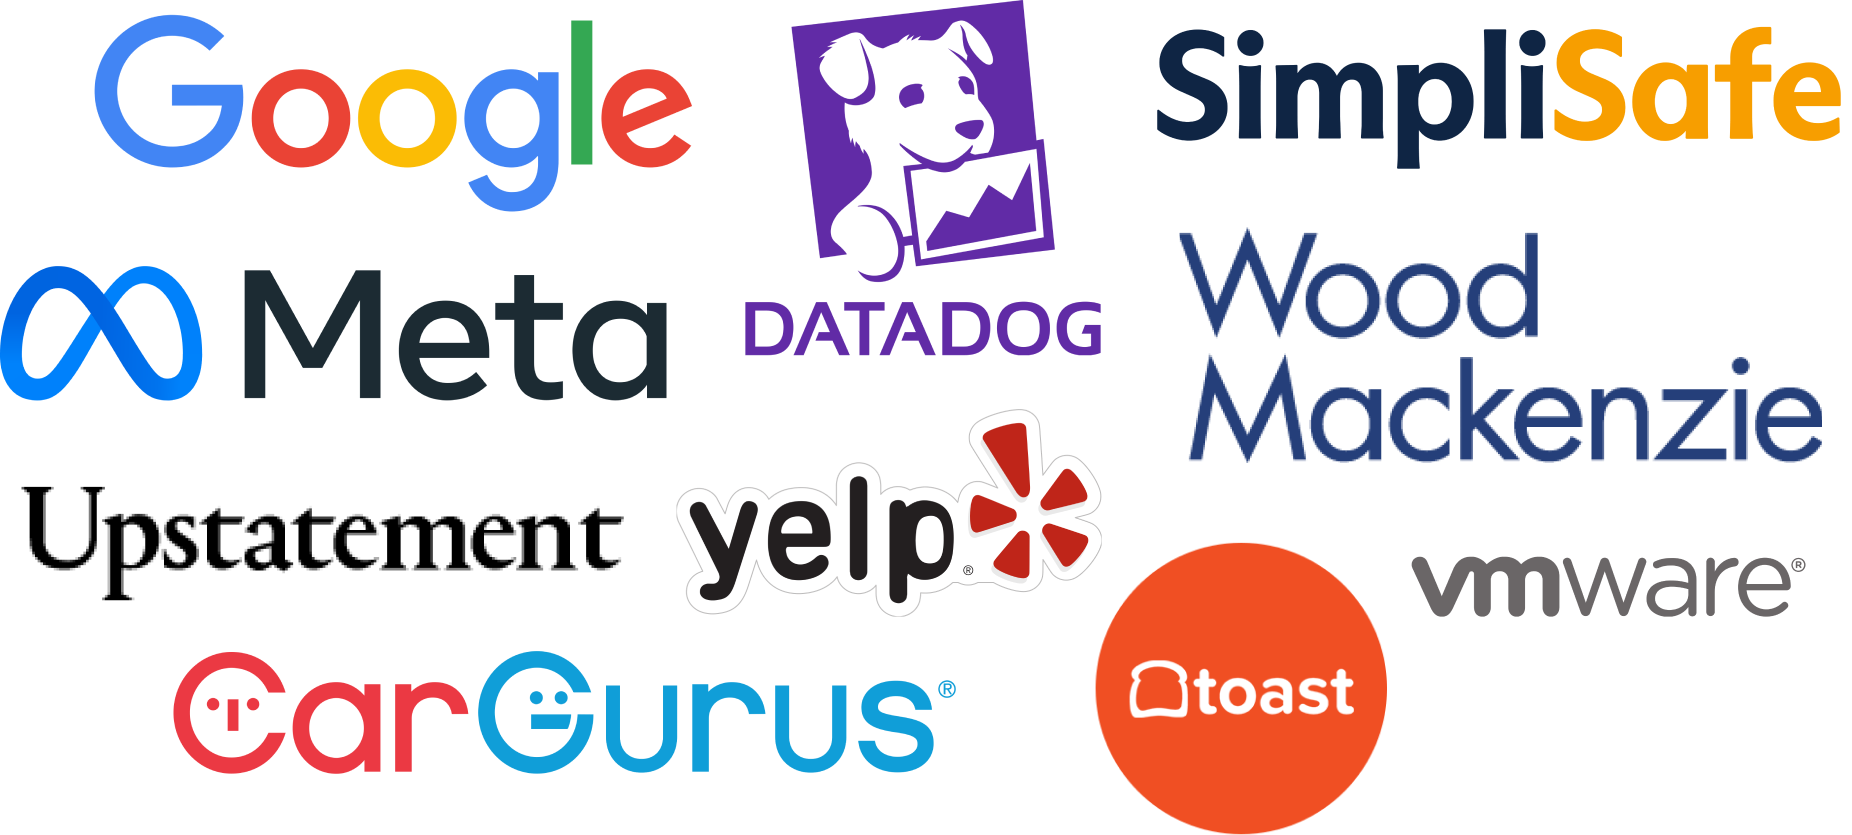 Google
DATADOG
SimpliSafe
Meta
Wood
Mackenzie
Upstatement
yelp®
vmware®
CarGurus®
toast